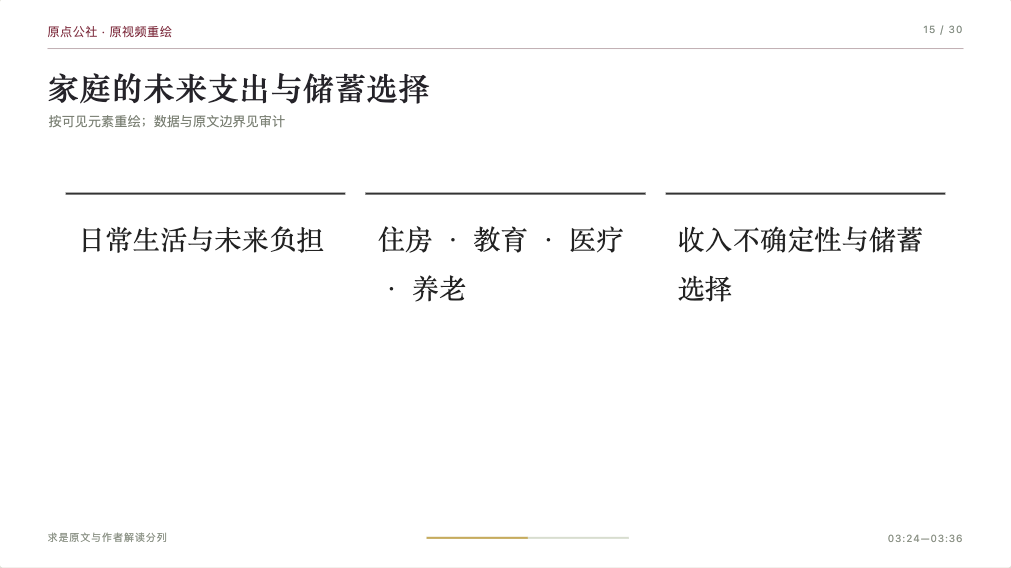 原点公社 · 原视频重绘
15 / 30
家庭的未来支出与储蓄选择
按可见元素重绘；数据与原文边界见审计
日常生活与未来负担
住房 · 教育 · 医疗
· 养老
收入不确定性与储蓄
选择
求是原文与作者解读分列
03:24—03:36